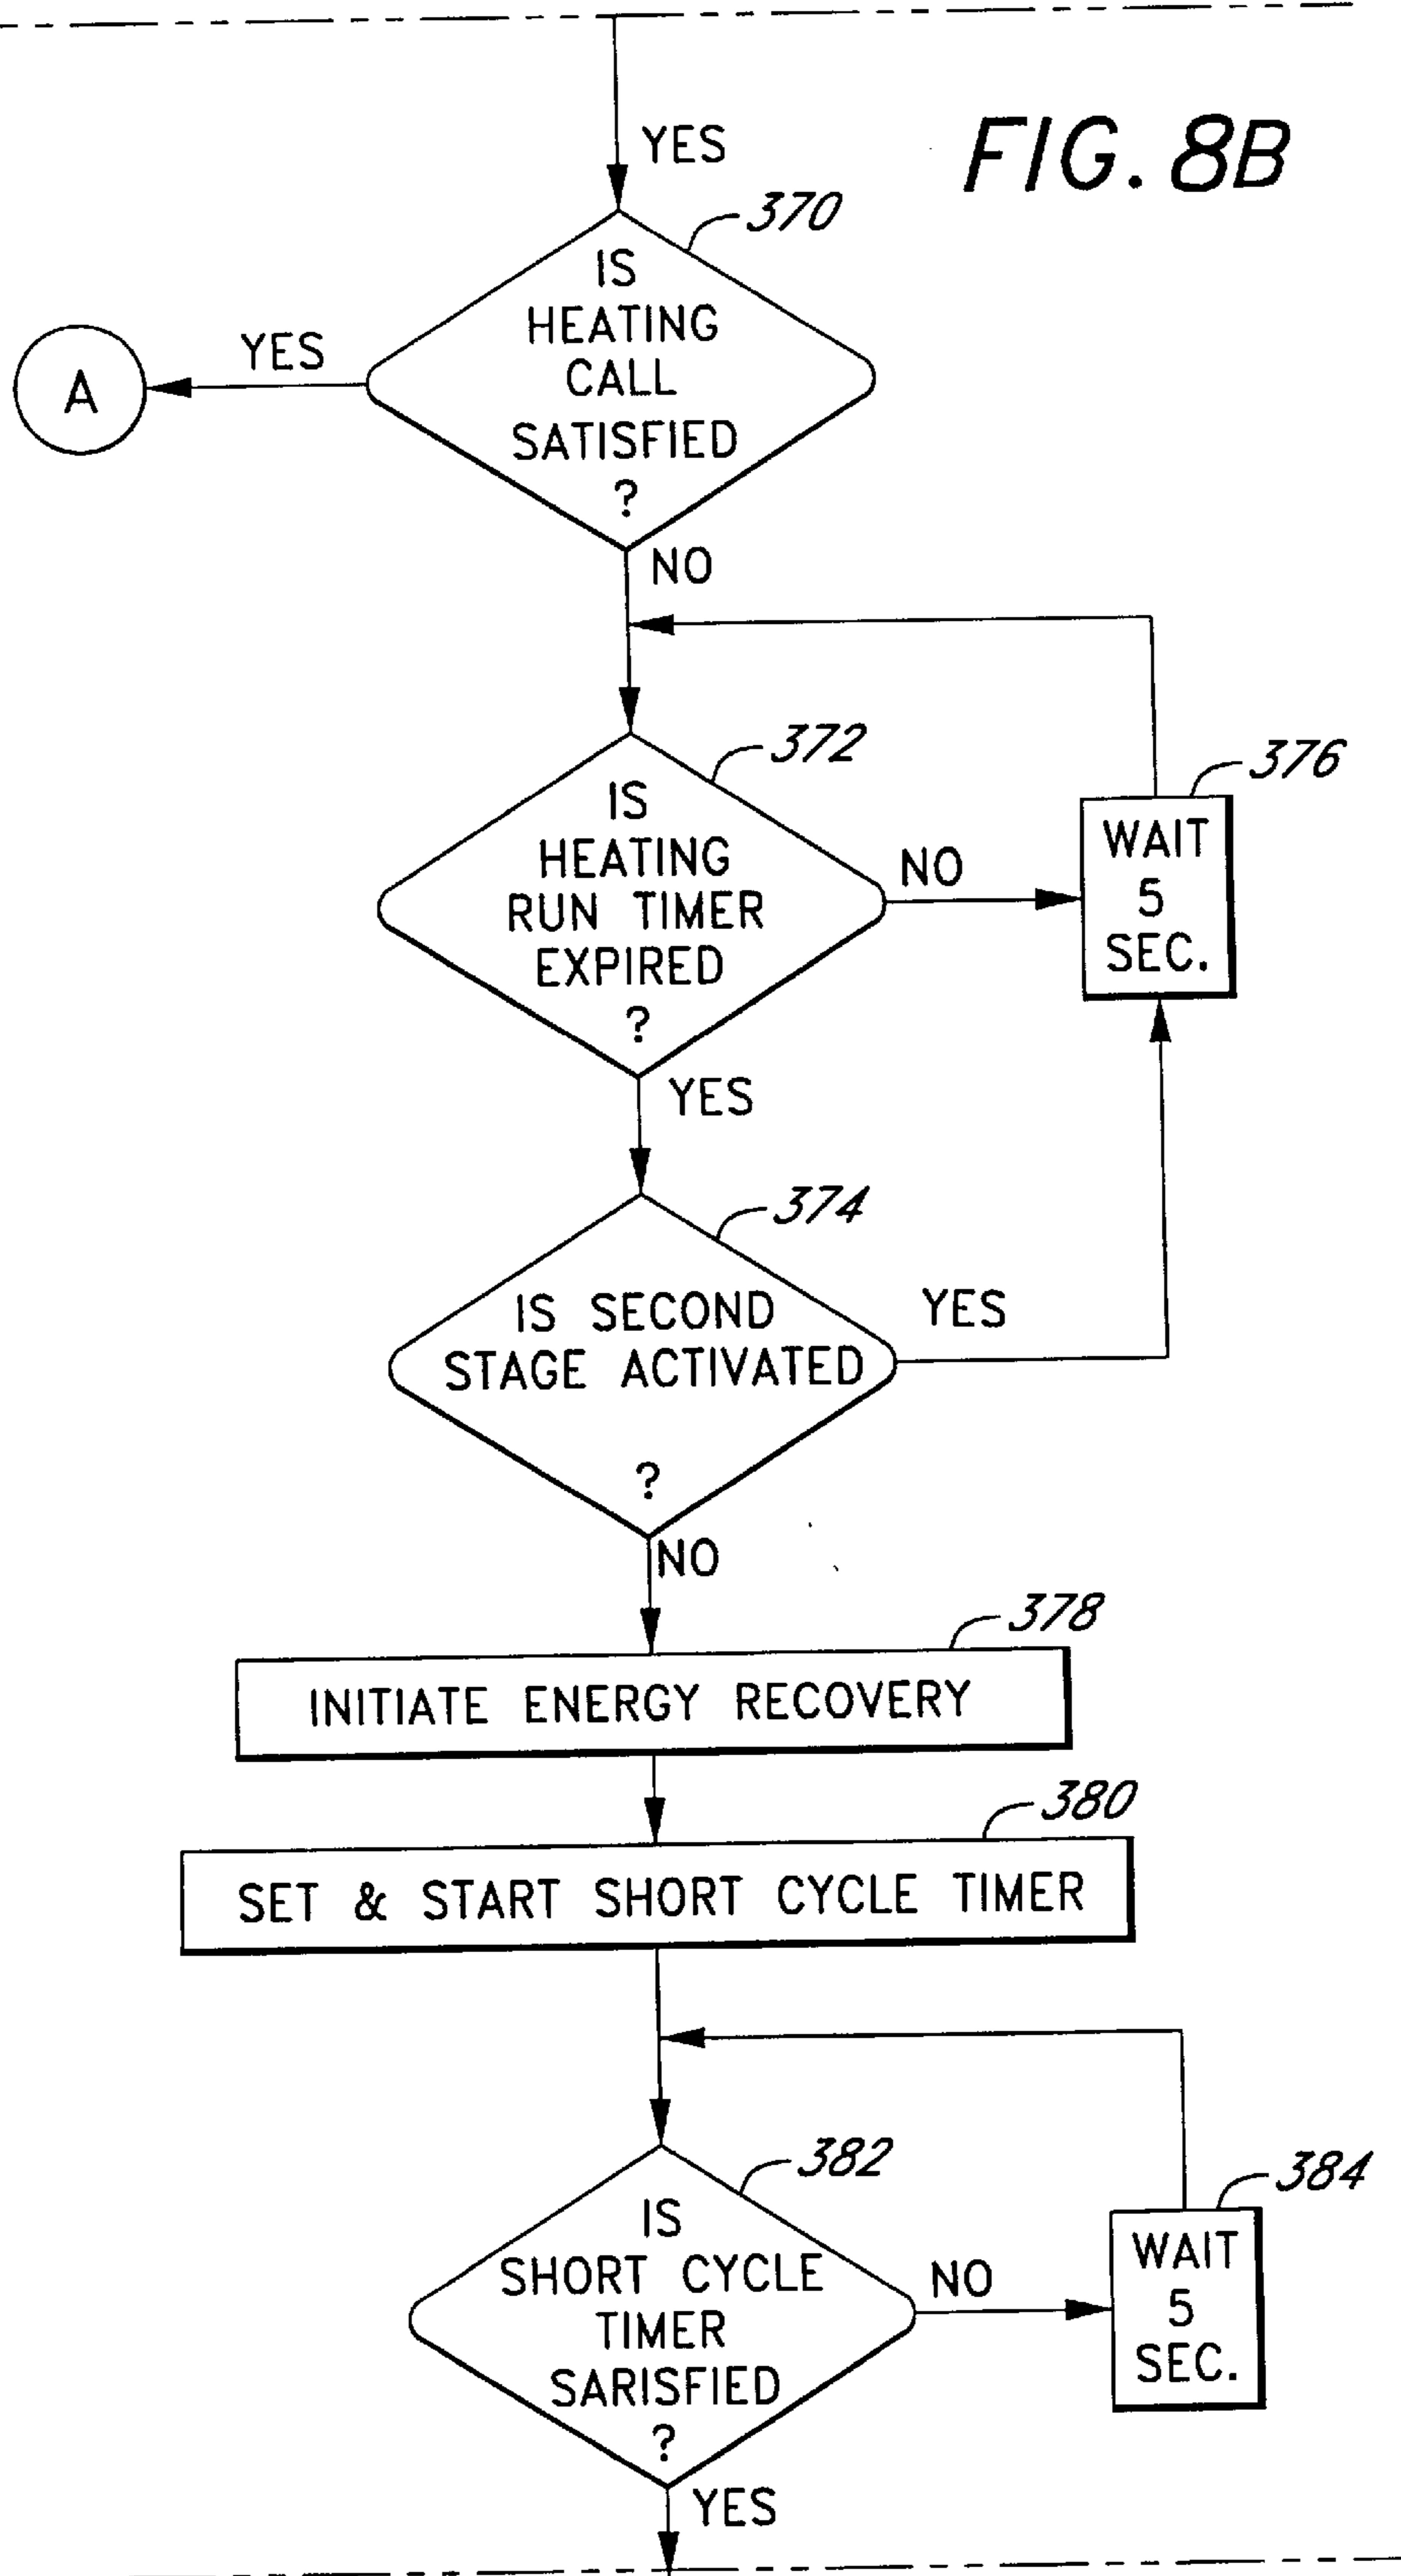 FIG. 8B
YES
370
IS
HEATING
CALL
SATISFIED
?
YES
A
NO
372
IS
HEATING
RUN TIMER
EXPIRED
?
NO
376
WAIT
5
SEC.
YES
374
IS SECOND
STAGE ACTIVATED
?
YES
NO
378
INITIATE ENERGY RECOVERY
380
SET & START SHORT CYCLE TIMER
382
IS
SHORT CYCLE
TIMER
SARISFIED
?
NO
384
WAIT
5
SEC.
YES